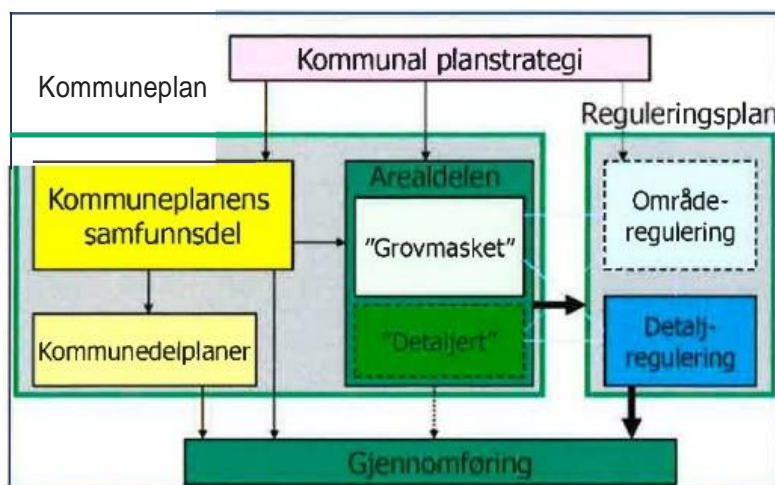 Kommunal planstrategi
Kommuneplan
Reguleringsplan
Kommuneplanens
samfunnsdel
Arealdelen
"Grovmasket"
"Detaljert"
Område-
regulering
Kommunedelplaner
Detalj-
regulering
Gjennomføring